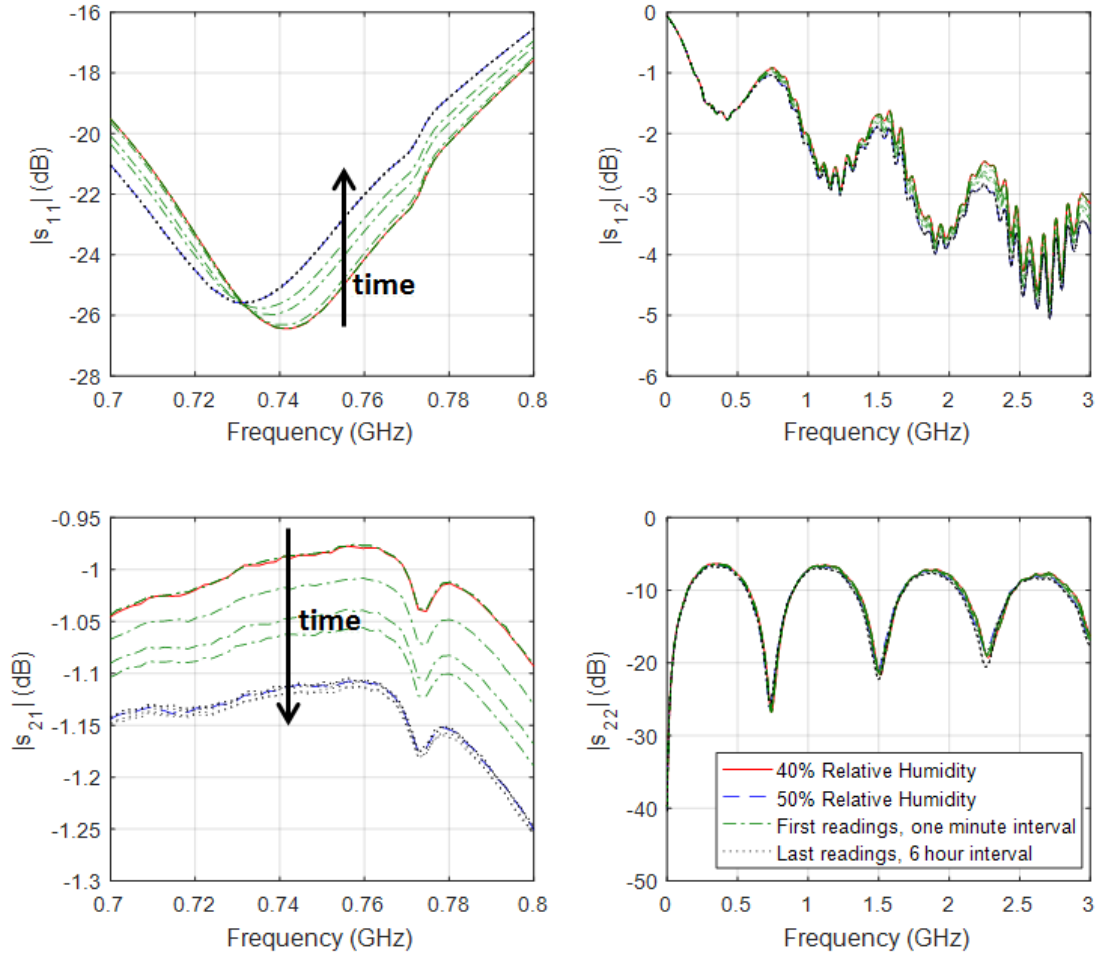 -16
-18
-20
-22
-24
-26
-28
|s11| (dB)
time
0.7 0.72 0.74 0.76 0.78 0.8
Frequency (GHz)
0
-1
-2
-3
-4
-5
-6
|s12| (dB)
0 0.5 1 1.5 2 2.5 3
Frequency (GHz)
-0.95
-1
-1.05
-1.1
-1.15
-1.2
-1.25
-1.3
|s21| (dB)
time
0.7 0.72 0.74 0.76 0.78 0.8
Frequency (GHz)
0
-10
-20
-30
-40
-50
|s22| (dB)
40% Relative Humidity
50% Relative Humidity
First readings, one minute interval
Last readings, 6 hour interval
0 0.5 1 1.5 2 2.5 3
Frequency (GHz)